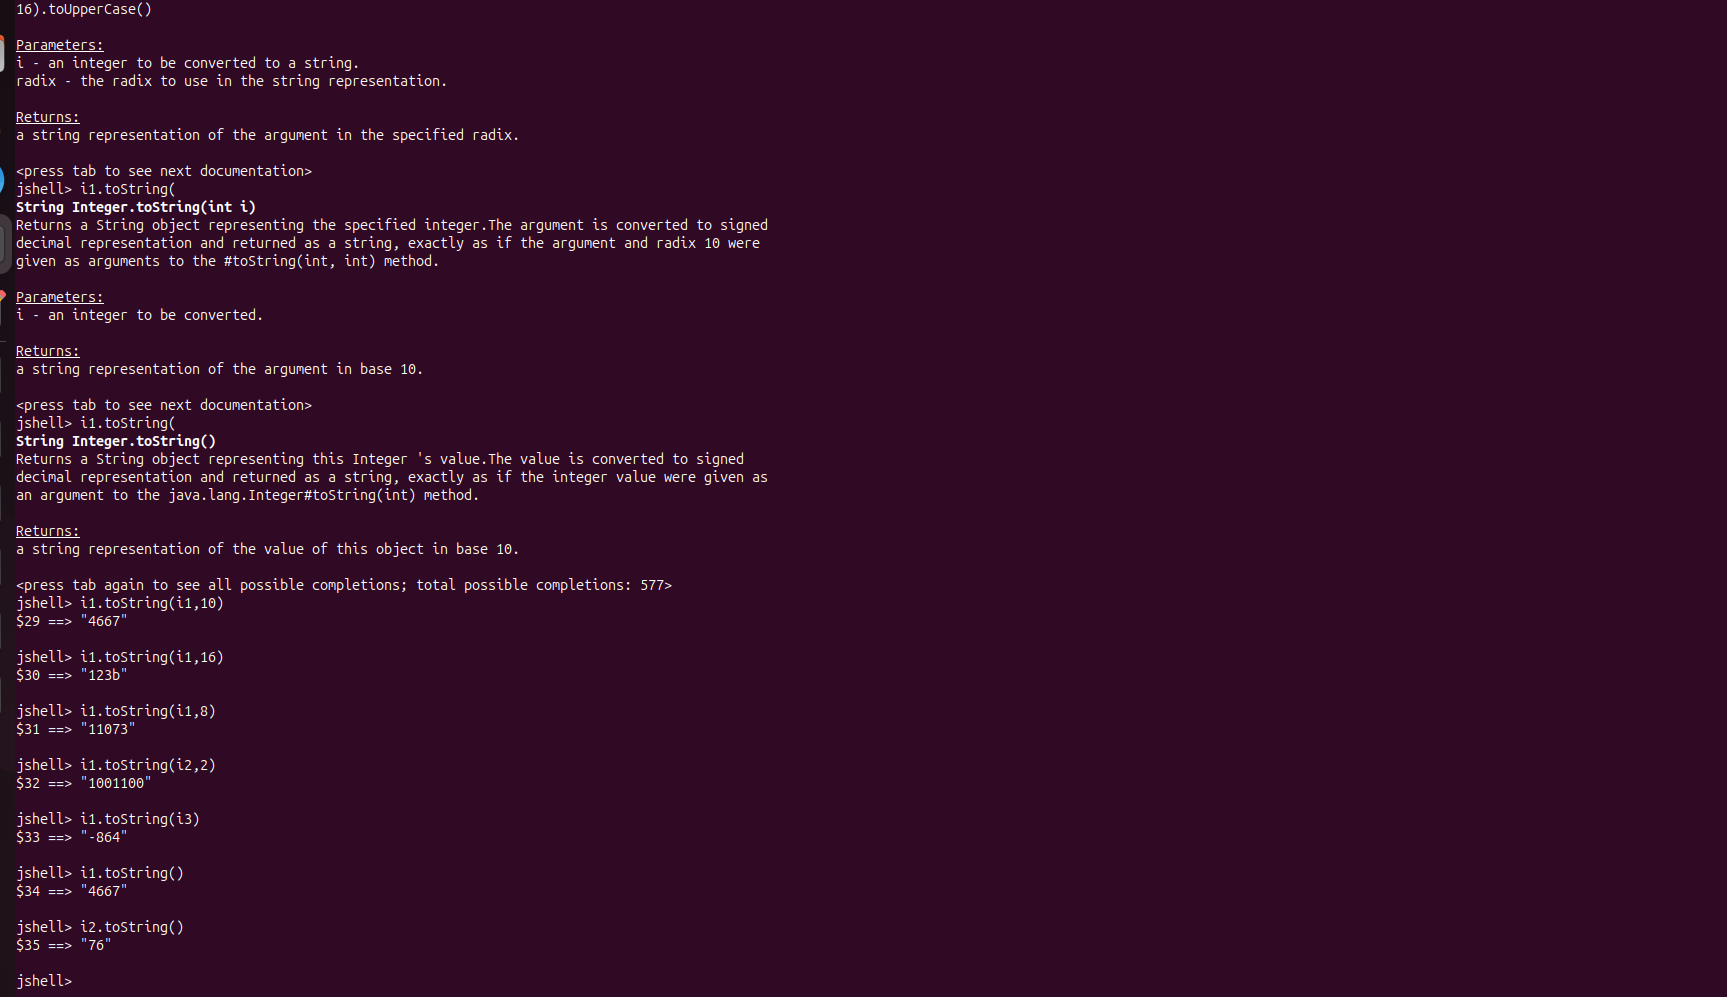 16).toUpperCase()
Parameters:
i - an integer to be converted to a string.
radix - the radix to use in the string representation.
Returns:
a string representation of the argument in the specified radix.
<press tab to see next documentation>
jshell> i1.toString(
String Integer.toString(int i)
Returns a String object representing the specified integer.The argument is converted to signed
decimal representation and returned as a string, exactly as if the argument and radix 10 were
given as arguments to the #toString(int, int) method.
Parameters:
i - an integer to be converted.
Returns:
a string representation of the argument in base 10.
<press tab to see next documentation>
jshell> i1.toString(
String Integer.toString()
Returns a String object representing this Integer 's value.The value is converted to signed
decimal representation and returned as a string, exactly as if the integer value were given as
an argument to the java.lang.Integer#toString(int) method.
Returns:
a string representation of the value of this object in base 10.
<press tab again to see all possible completions; total possible completions: 577>
jshell> i1.toString(i1,10)
$29 ==> "4667"
jshell> i1.toString(i1,16)
$30 ==> "123b"
jshell> i1.toString(i1,8)
$31 ==> "11073"
jshell> i1.toString(i2,2)
$32 ==> "1001100"
jshell> i1.toString(i3)
$33 ==> "-864"
jshell> i1.toString()
$34 ==> "4667"
jshell> i2.toString()
$35 ==> "76"
jshell>